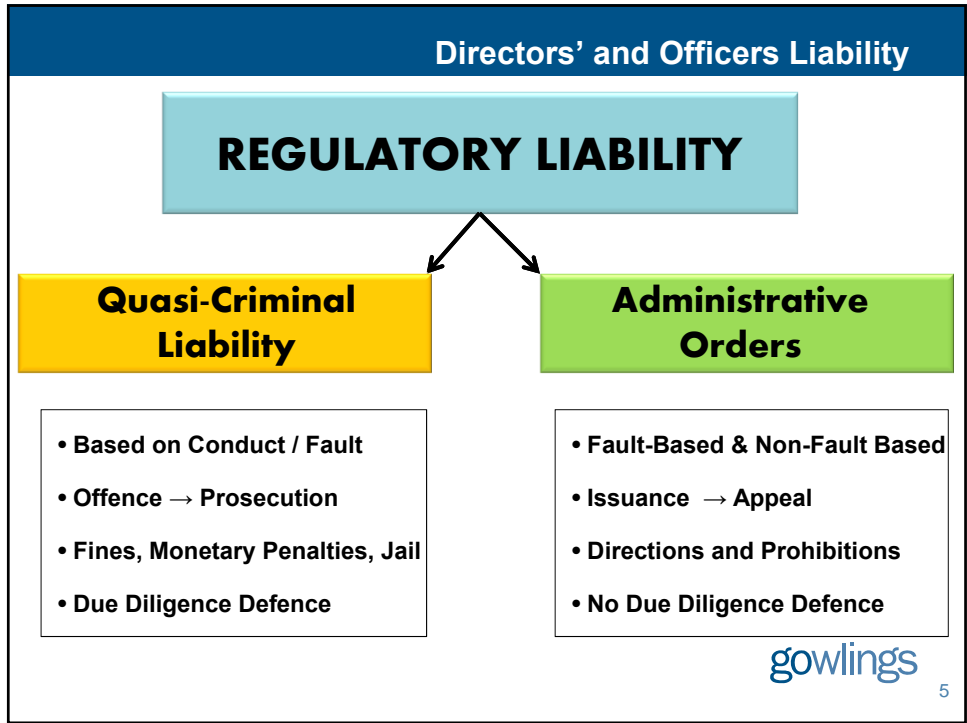 Directors' and Officers Liability
REGULATORY LIABILITY
Quasi-Criminal
Liability
• Based on Conduct / Fault
• Offence → Prosecution
• Fines, Monetary Penalties, Jail
• Due Diligence Defence
Administrative
Orders
• Fault-Based & Non-Fault Based
• Issuance → Appeal
• Directions and Prohibitions
• No Due Diligence Defence
gowlings
5